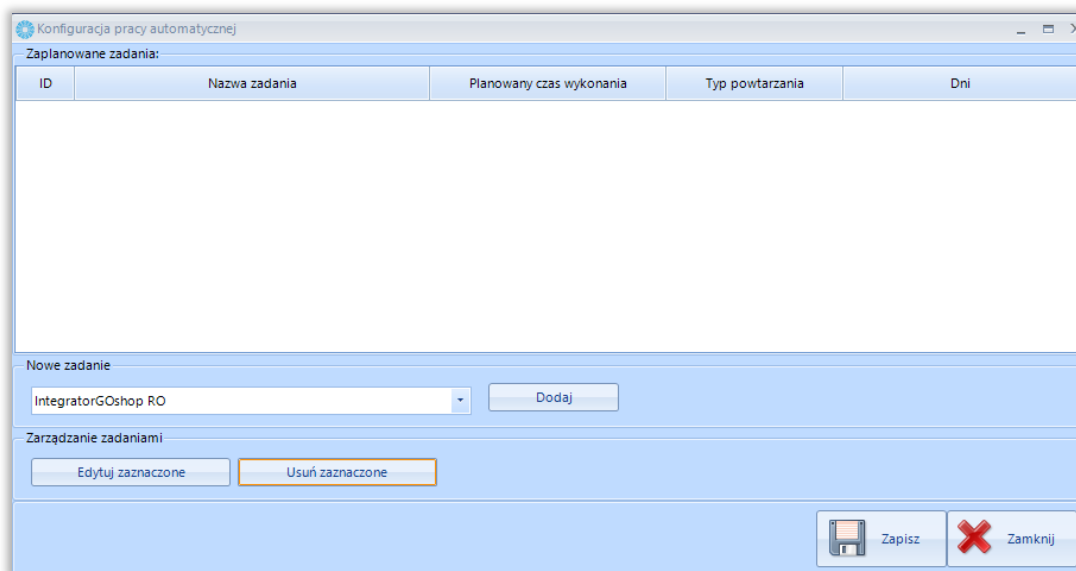 Konfiguracja pracy automatycznej
Zaplanowane zadania:
ID Nazwa zadania Planowany czas wykonania Typ powtarzania Dni
Nowe zadanie
IntegratorGOshop RO Dodaj
Zarządzanie zadaniami
Edytuj zaznaczone Usuń zaznaczone
Zapisz Zamknij